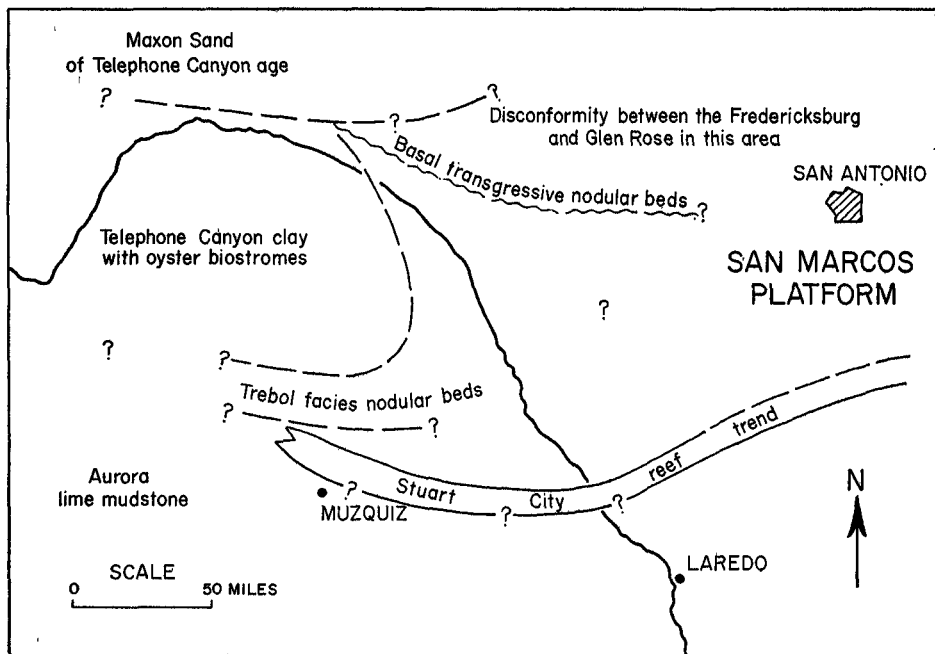 Maxon Sand
of Telephone Canyon age
?
?
?
Disconformity between the Fredericksburg
and Glen Rose in this area
Basal transgressive nodular beds
?
SAN ANTONIO
Telephone Canyon clay
with oyster biostromes
SAN MARCOS
PLATFORM
?
?
?
Trebol facies nodular beds
?
?
Stuart City reef trend
Aurora
lime mudstone
?
MUZQUIZ
?
?
N
SCALE
0 50 MILES
LAREDO